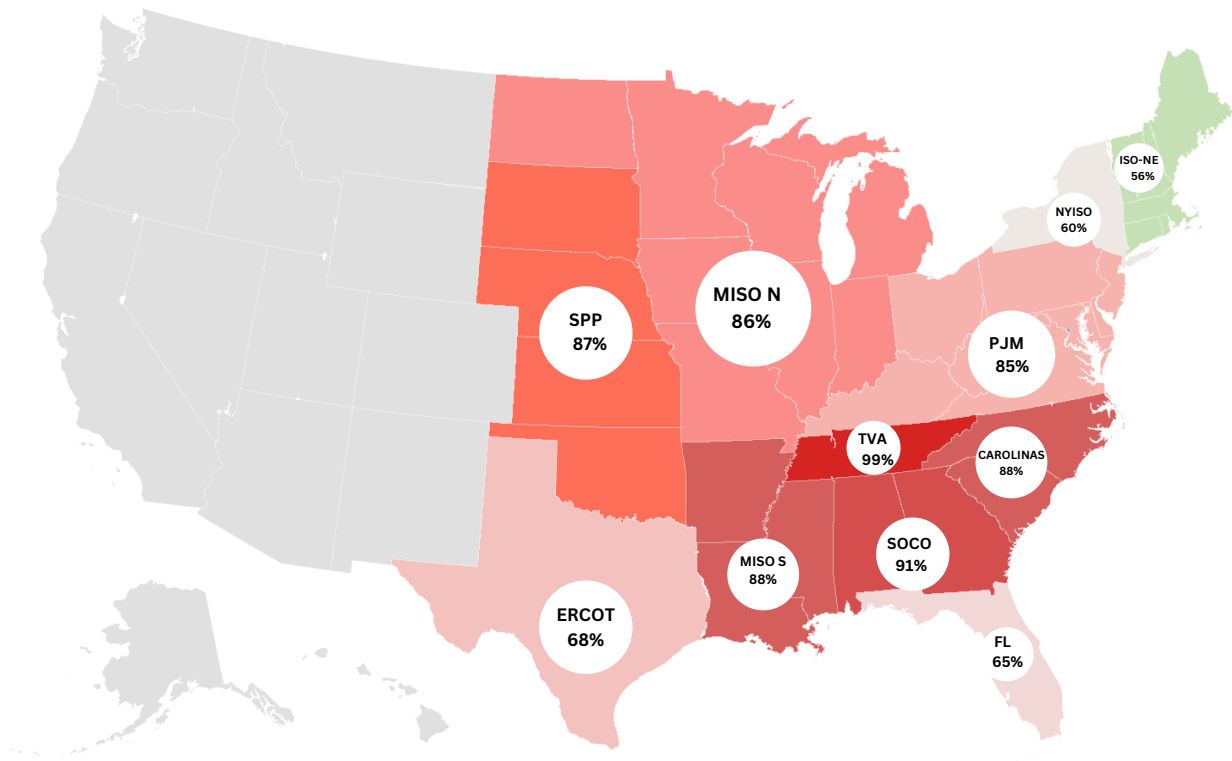 ISO-NE
56%
NYISO
60%
MISO N
86%
SPP
87%
PJM
85%
TVA
99%
CAROLINAS
88%
SOCO
91%
MISO S
88%
ERCOT
68%
FL
65%